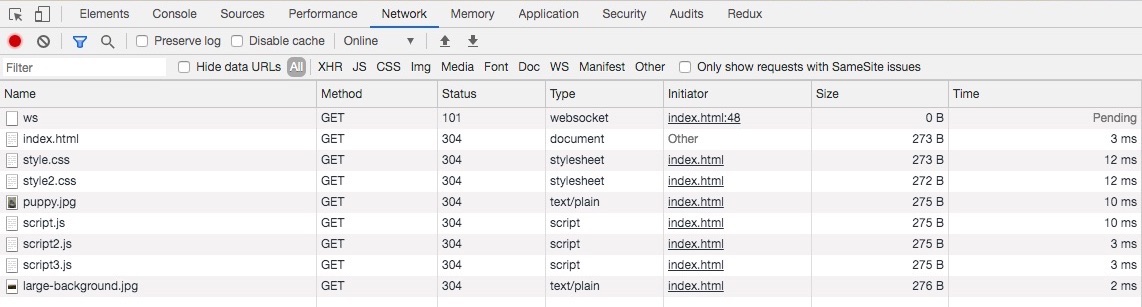 Elements Console Sources Performance Network Memory Application Security Audits Redux
Preserve log Disable cache Online
Filter Hide data URLs All XHR JS CSS Img Media Font Doc WS Manifest Other Only show requests with SameSite issues
Name Method Status Type Initiator Size Time
ws GET 101 websocket index.html:48 0 B Pending
index.html GET 304 document Other 273 B 3 ms
style.css GET 304 stylesheet index.html 273 B 12 ms
style2.css GET 304 stylesheet index.html 272 B 12 ms
puppy.jpg GET 304 text/plain index.html 275 B 10 ms
script.js GET 304 script index.html 275 B 10 ms
script2.js GET 304 script index.html 275 B 3 ms
script3.js GET 304 script index.html 275 B 3 ms
large-background.jpg GET 304 text/plain index.html 276 B 2 ms